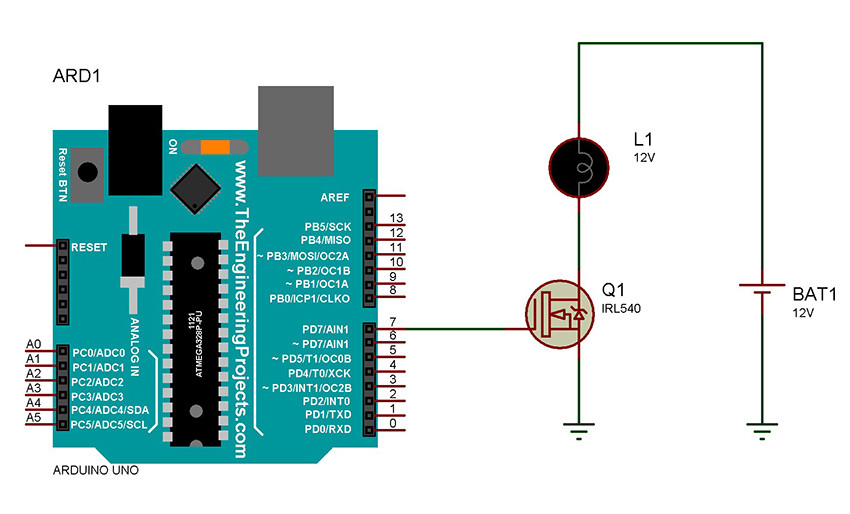 ARD1
ON
Reset BTN
www.TheEngineeringProjects.com
RESET
1121
ATMEGA328P-PU
ANALOG IN
A0 PC0/ADC0
A1 PC1/ADC1
A2 PC2/ADC2
A3 PC3/ADC3
A4 PC4/ADC4/SDA
A5 PC5/ADC5/SCL
AREF
PB5/SCK 13
PB4/MISO 12
~ PB3/MOSI/OC2A 11
~ PB2/OC1B 10
~ PB1/OC1A 9
PB0/ICP1/CLKO 8
PD7/AIN1 7
~ PD7/AIN1 6
~ PD5/T1/OC0B 5
PD4/T0/XCK 4
~ PD3/INT1/OC2B 3
PD2/INT0 2
PD1/TXD 1
PD0/RXD 0
ARDUINO UNO
L1
12V
Q1
IRL540
BAT1
12V